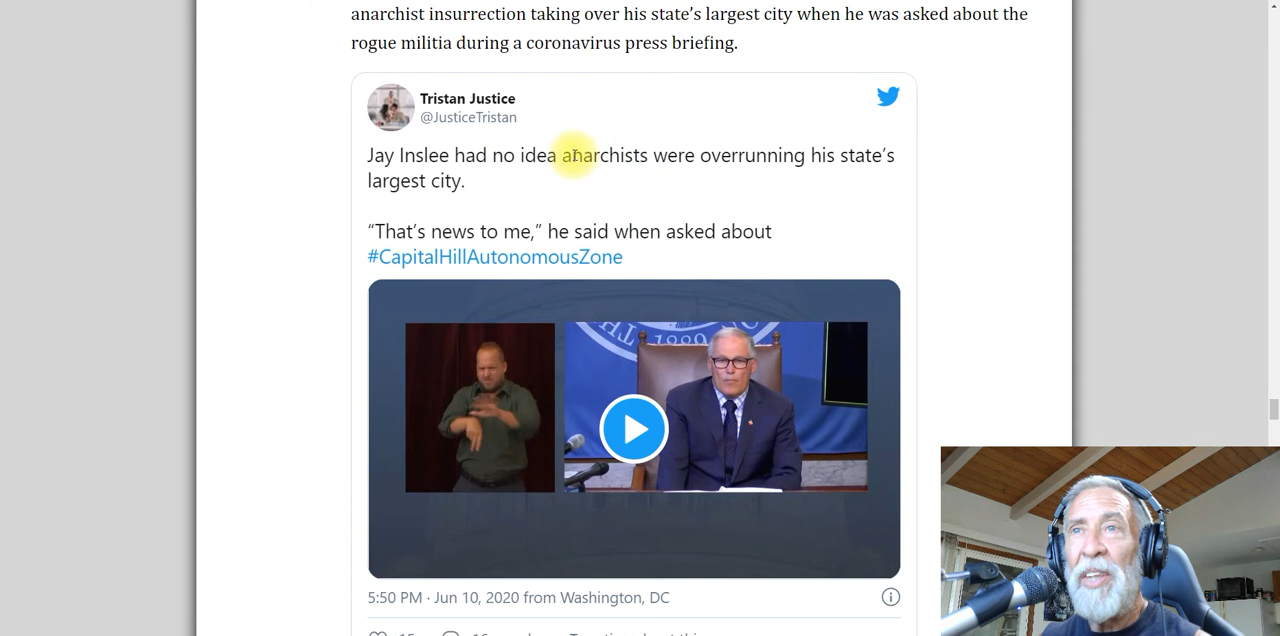 anarchist insurrection taking over his state’s largest city when he was asked about the
rogue militia during a coronavirus press briefing.
Tristan Justice
@JusticeTristan
Jay Inslee had no idea anarchists were overrunning his state’s
largest city.
“That’s news to me,” he said when asked about
#CapitalHillAutonomousZone
1889
5:50 PM · Jun 10, 2020 from Washington, DC